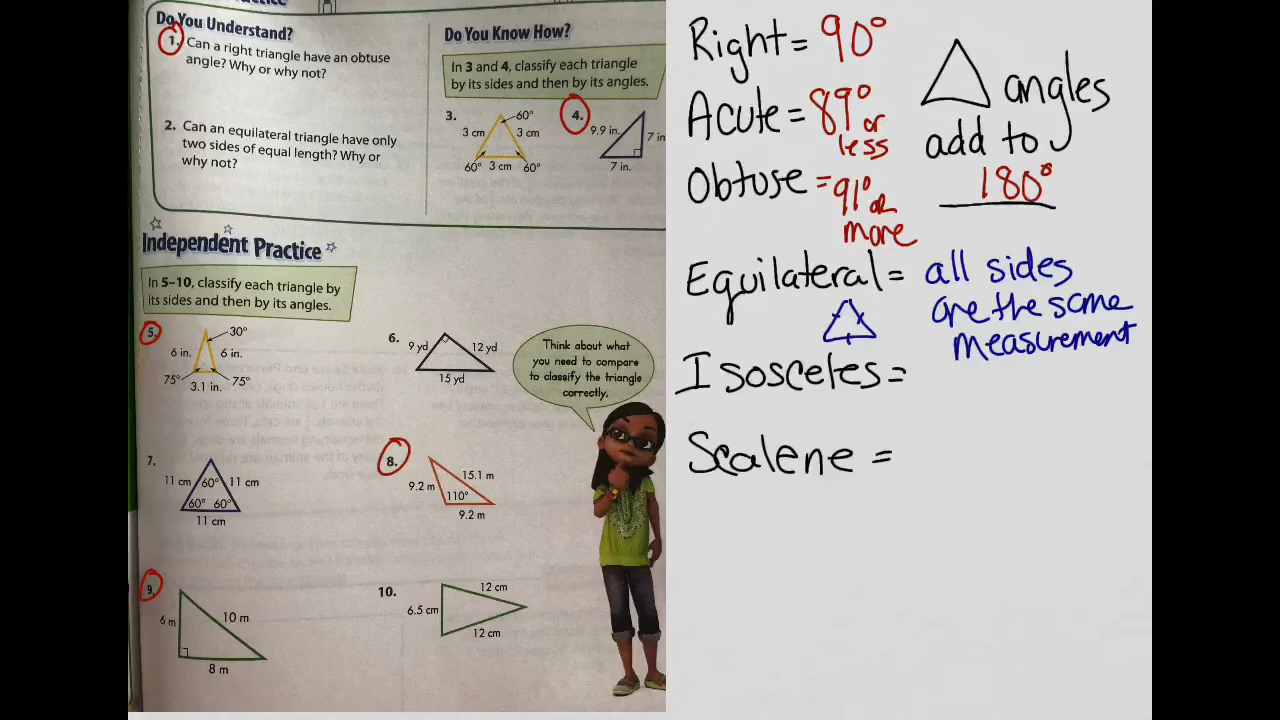 Do You Understand?
1. Can a right triangle have an obtuse
angle? Why or why not?
2. Can an equilateral triangle have only
two sides of equal length? Why or
why not?
Do You Know How?
In 3 and 4, classify each triangle
by its sides and then by its angles.
3.
60°
3 cm
3 cm
60°
3 cm
60°
4.
9.9 in.
7 in
7 in.
Independent Practice
In 5–10, classify each triangle by
its sides and then by its angles.
5.
30°
6 in.
6 in.
75°
75°
3.1 in.
6.
9 yd
12 yd
15 yd
Think about what
you need to compare
to classify the triangle
correctly.
7.
11 cm
60°
11 cm
60°
60°
11 cm
8.
15.1 m
9.2 m
110°
9.2 m
9.
6 m
10 m
8 m
10.
12 cm
6.5 cm
12 cm
Right = 90°
Acute = 89° or
less
Obtuse = 91° or
more
angles
add to
180°
Equilateral = all sides
are the same
measurement
Isosceles =
Scalene =